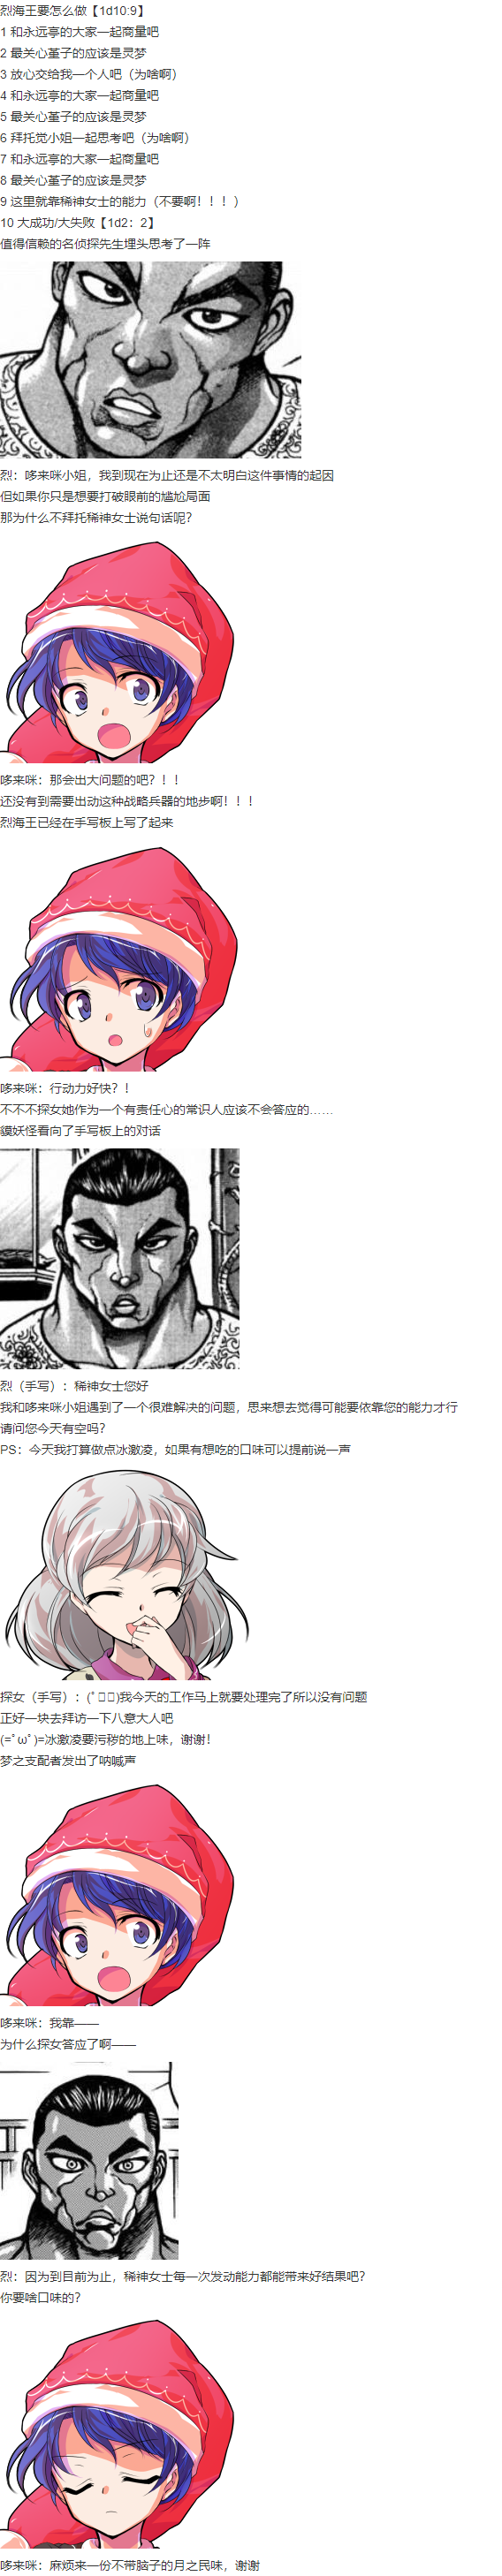 烈海王要怎么做【1d10:9】
1 和永远亭的大家一起商量吧
2 最关心堇子的应该是灵梦
3 放心交给我一个人吧（为啥啊）
4 和永远亭的大家一起商量吧
5 最关心堇子的应该是灵梦
6 拜托觉小姐一起思考吧（为啥啊）
7 和永远亭的大家一起商量吧
8 最关心堇子的应该是灵梦
9 这里就靠稀神女士的能力（不要啊！！！）
10 大成功/大失败【1d2：2】
值得信赖的名侦探先生埋头思考了一阵
烈：哆来咪小姐，我到现在为止还是不太明白这件事情的起因
但如果你只是想要打破眼前的尴尬局面
那为什么不拜托稀神女士说句话呢？
哆来咪：那会出大问题的吧？！！
还没有到需要出动这种战略兵器的地步啊！！！
烈海王已经在手写板上写了起来
哆来咪：行动力好快？！
不不不探女她作为一个有责任心的常识人应该不会答应的……
貘妖怪看向了手写板上的对话
烈（手写）：稀神女士您好
我和哆来咪小姐遇到了一个很难解决的问题，思来想去觉得可能要依靠您的能力才行
请问您今天有空吗？
PS：今天我打算做点冰激凌，如果有想吃的口味可以提前说一声
探女（手写）：(ﾟ)我今天的工作马上就要处理完了所以没有问题
正好一块去拜访一下八意大人吧
(=ﾟωﾟ)=冰激凌要污秽的地上味，谢谢！
梦之支配者发出了呐喊声
哆来咪：我靠——
为什么探女答应了啊——
烈：因为到目前为止，稀神女士每一次发动能力都能带来好结果吧？
你要啥口味的？
哆来咪：麻烦来一份不带脑子的月之民味，谢谢